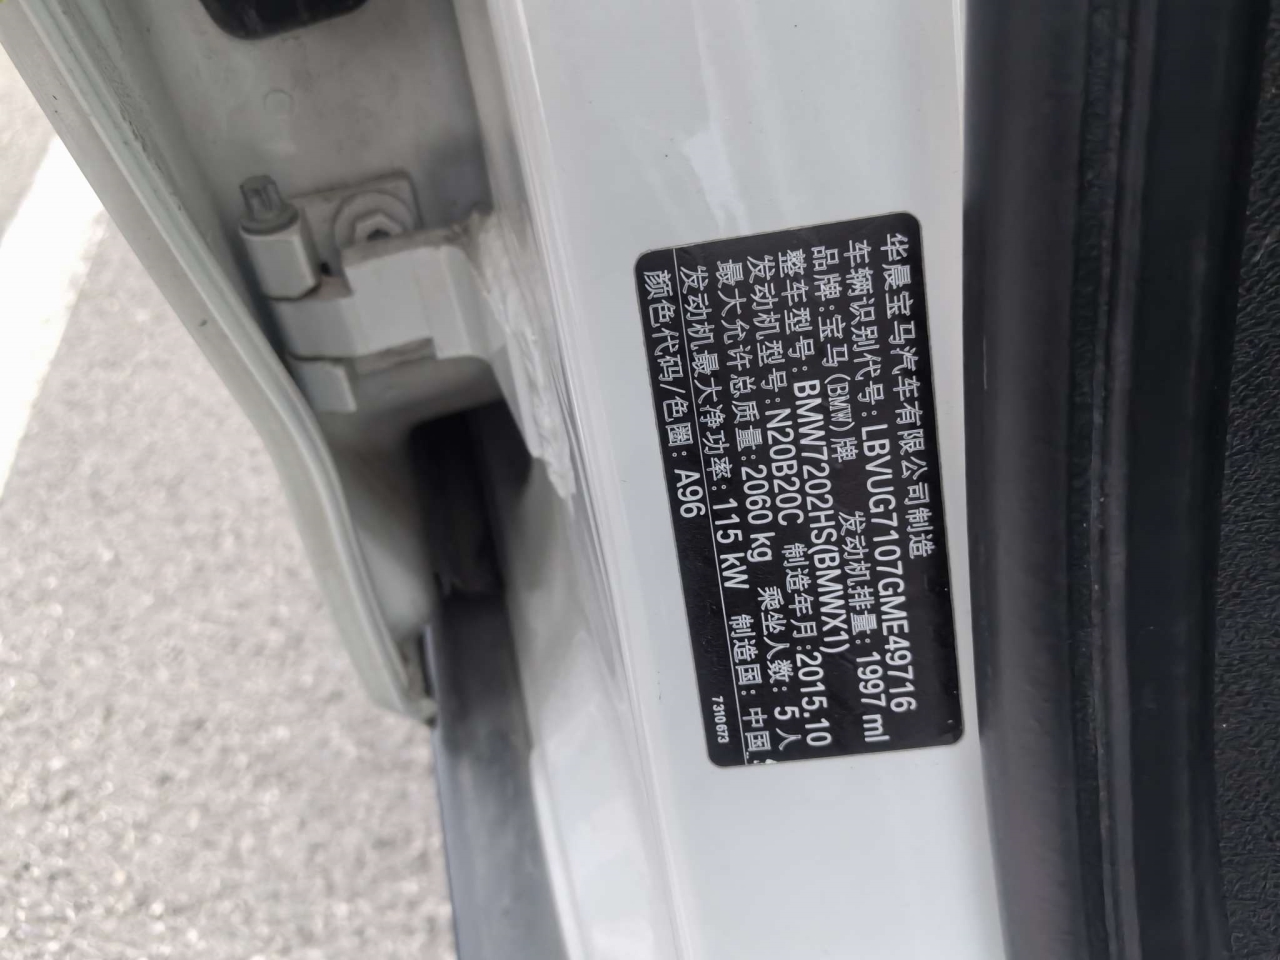 华晨宝马汽车有限公司制造
车辆识别代号:LBVUG7107GME49716
品牌:宝马(BMW)牌 发动机排量:1997 ml
整车型号:BMW7202HS(BMWX1)
发动机型号:N20B20C 制造年月:2015.10
最大允许总质量:2060 kg 乘坐人数:5人
发动机最大净功率:115 kW 制造国:中国
颜色代码/色圈:A96
7310673